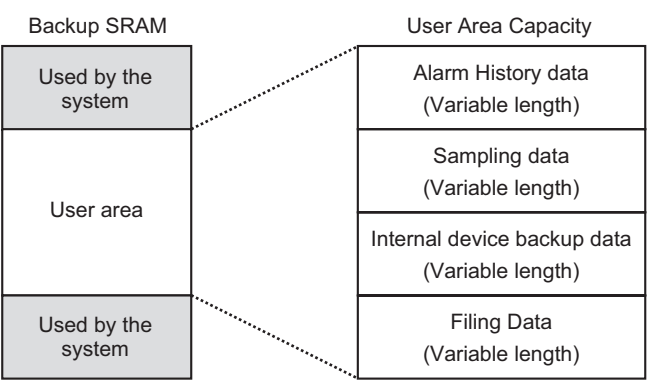 Backup SRAM
Used by the
system
User area
Used by the
system
User Area Capacity
Alarm History data
(Variable length)
Sampling data
(Variable length)
Internal device backup data
(Variable length)
Filing Data
(Variable length)